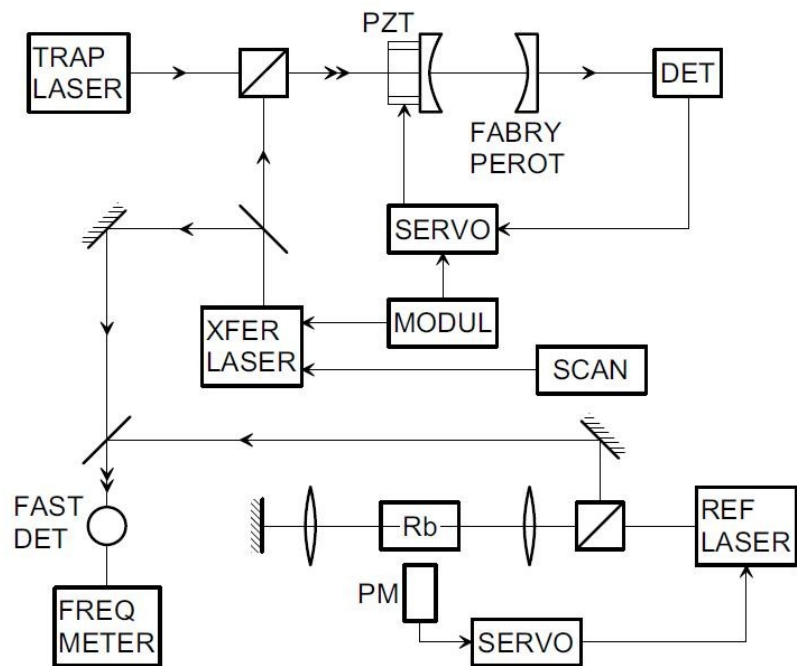 PZT
TRAP
LASER
DET
FABRY
PEROT
SERVO
XFER
LASER
MODUL
SCAN
FAST
DET
Rb
REF
LASER
PM
FREQ
METER
SERVO